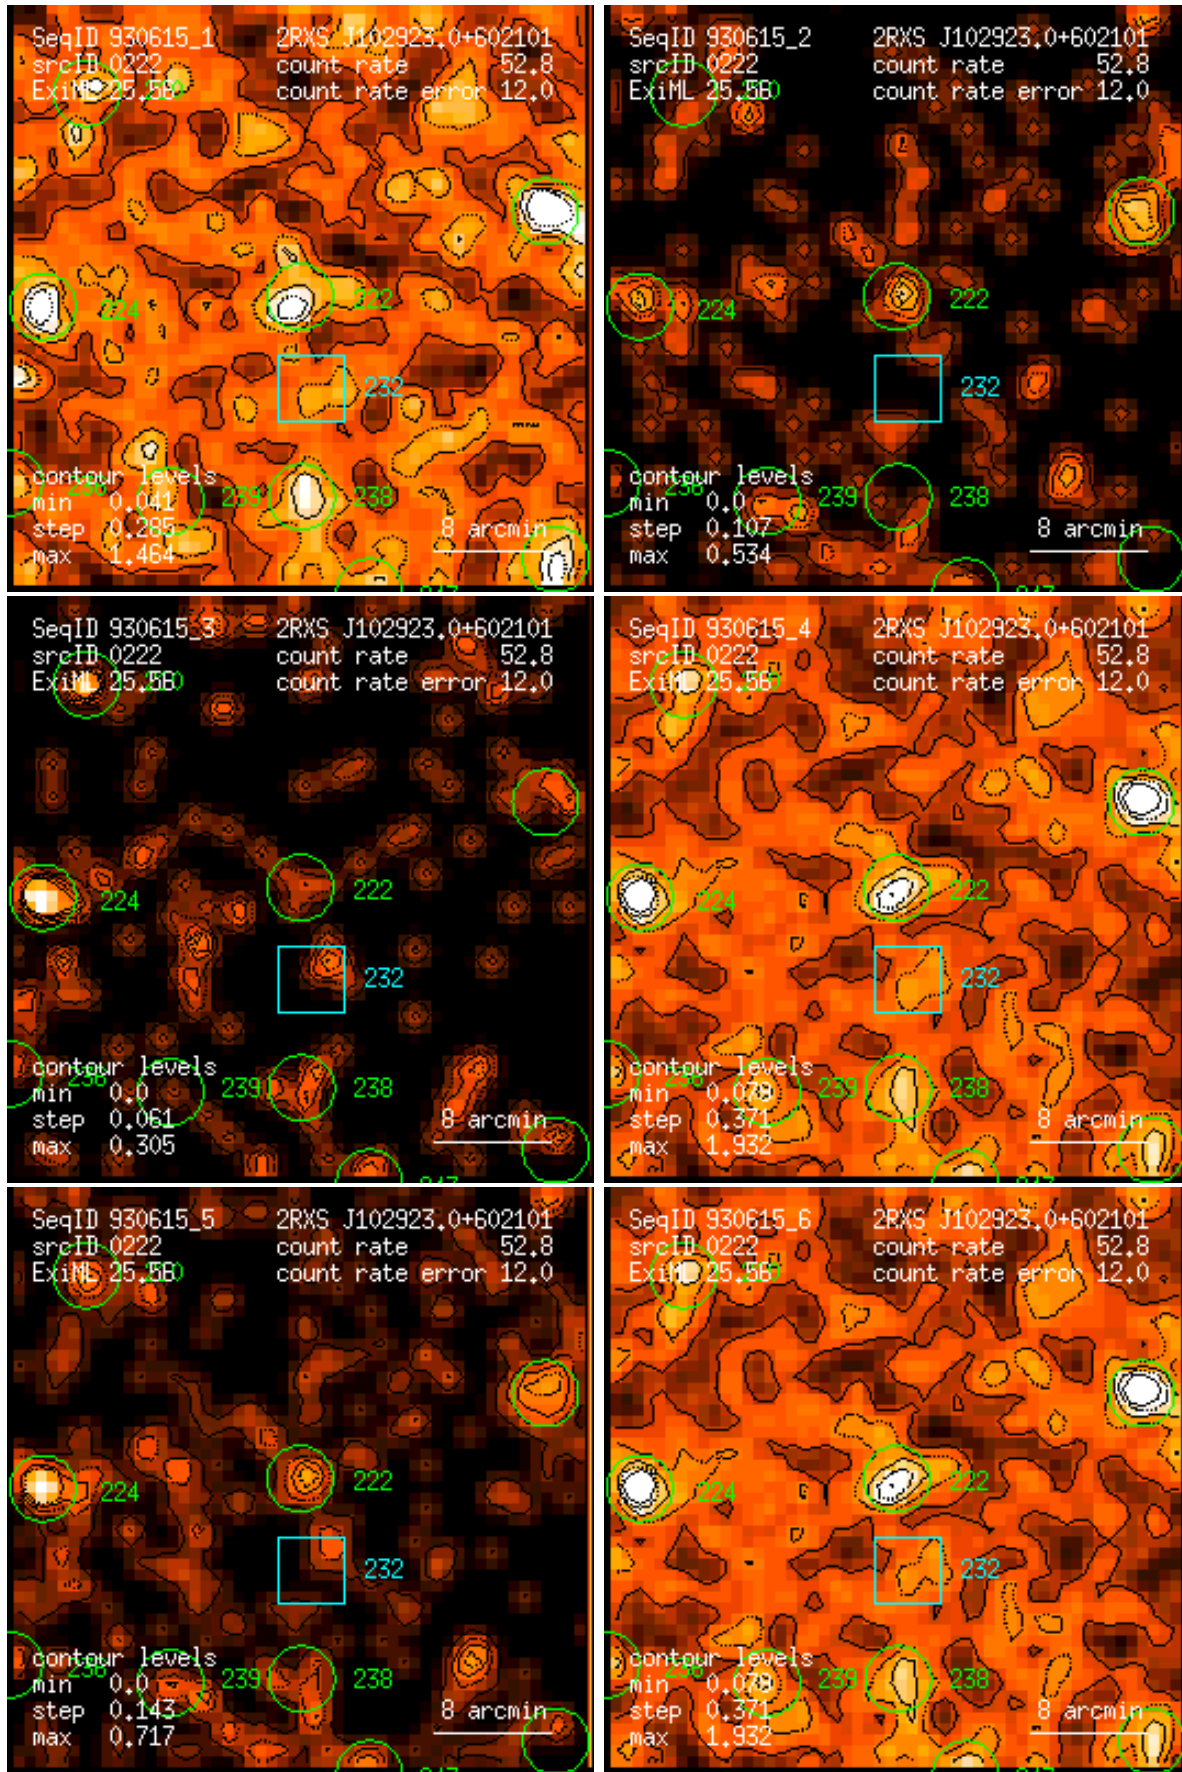 SeqID 930615_1 2RXS J102923.0+602101
srcID 0222 count rate 52.8
ExiML 25.58 count rate error 12.0
224
222
232
contour levels
239 238
min 0.041
step 0.285 8 arcmin
max 1.464
SeqID 930615_2 2RXS J102923.0+602101
srcID 0222 count rate 52.8
ExiML 25.58 count rate error 12.0
224
222
232
contour levels
239 238
min 0.0
step 0.107 8 arcmin
max 0.534
SeqID 930615_3 2RXS J102923.0+602101
srcID 0222 count rate 52.8
ExiML 25.58 count rate error 12.0
224
222
232
contour levels
239 238
min 0.0
step 0.061 8 arcmin
max 0.305
SeqID 930615_4 2RXS J102923.0+602101
srcID 0222 count rate 52.8
ExiML 25.58 count rate error 12.0
224
222
232
contour levels
239 238
min 0.079
step 0.371 8 arcmin
max 1.932
SeqID 930615_5 2RXS J102923.0+602101
srcID 0222 count rate 52.8
ExiML 25.58 count rate error 12.0
224
222
232
contour levels
239 238
min 0.0
step 0.143 8 arcmin
max 0.717
SeqID 930615_6 2RXS J102923.0+602101
srcID 0222 count rate 52.8
ExiML 25.58 count rate error 12.0
224
222
232
contour levels
239 238
min 0.079
step 0.371 8 arcmin
max 1.932